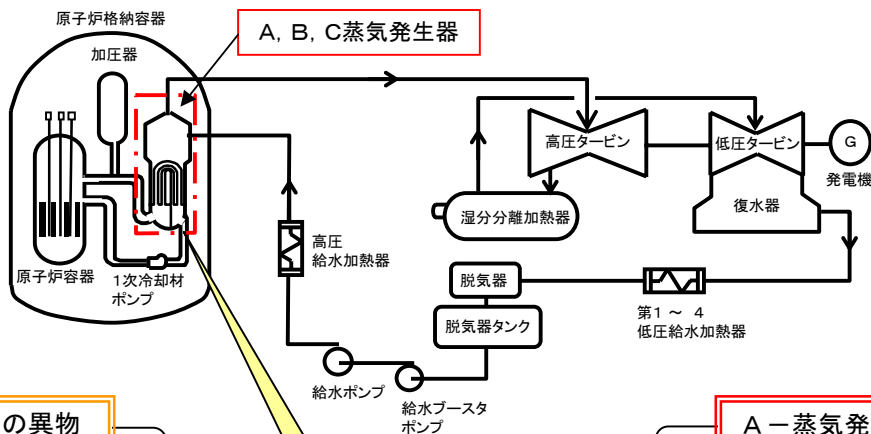 原子炉格納容器
A, B, C蒸気発生器
加圧器
高圧タービン
低圧タービン
G
発電機
湿分分離加熱器
復水器
高圧
給水加熱器
原子炉容器
1次冷却材
ポンプ
脱気器
脱気器タンク
第1 ～ 4
低圧給水加熱器
給水ポンプ
給水ブースタ
ポンプ
の異物
A－蒸気発